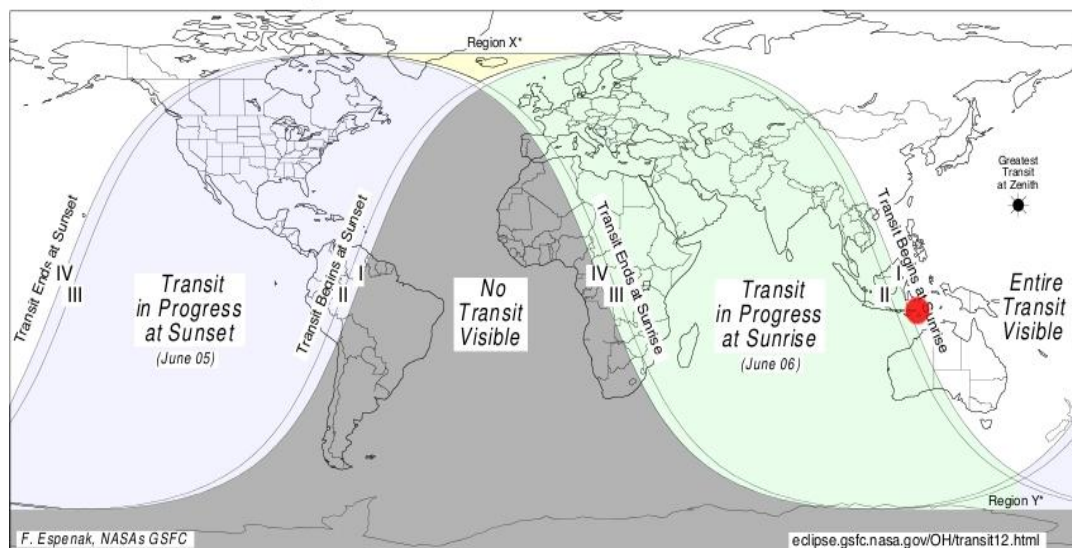 Region X*
Greatest
Transit
at Zenith
Transit Ends at Sunset
IV
III
Transit
in Progress
at Sunset
(June 05)
Transit Begins at Sunset
I
II
No
Transit
Visible
IV
III
Transit Ends at Sunrise
Transit
in Progress
at Sunrise
(June 06)
I
II
Transit Begins at Sunrise
Entire
Transit
Visible
Region Y*
F. Espenak, NASAs GSFC
eclipse.gsfc.nasa.gov/OH/transit12.html